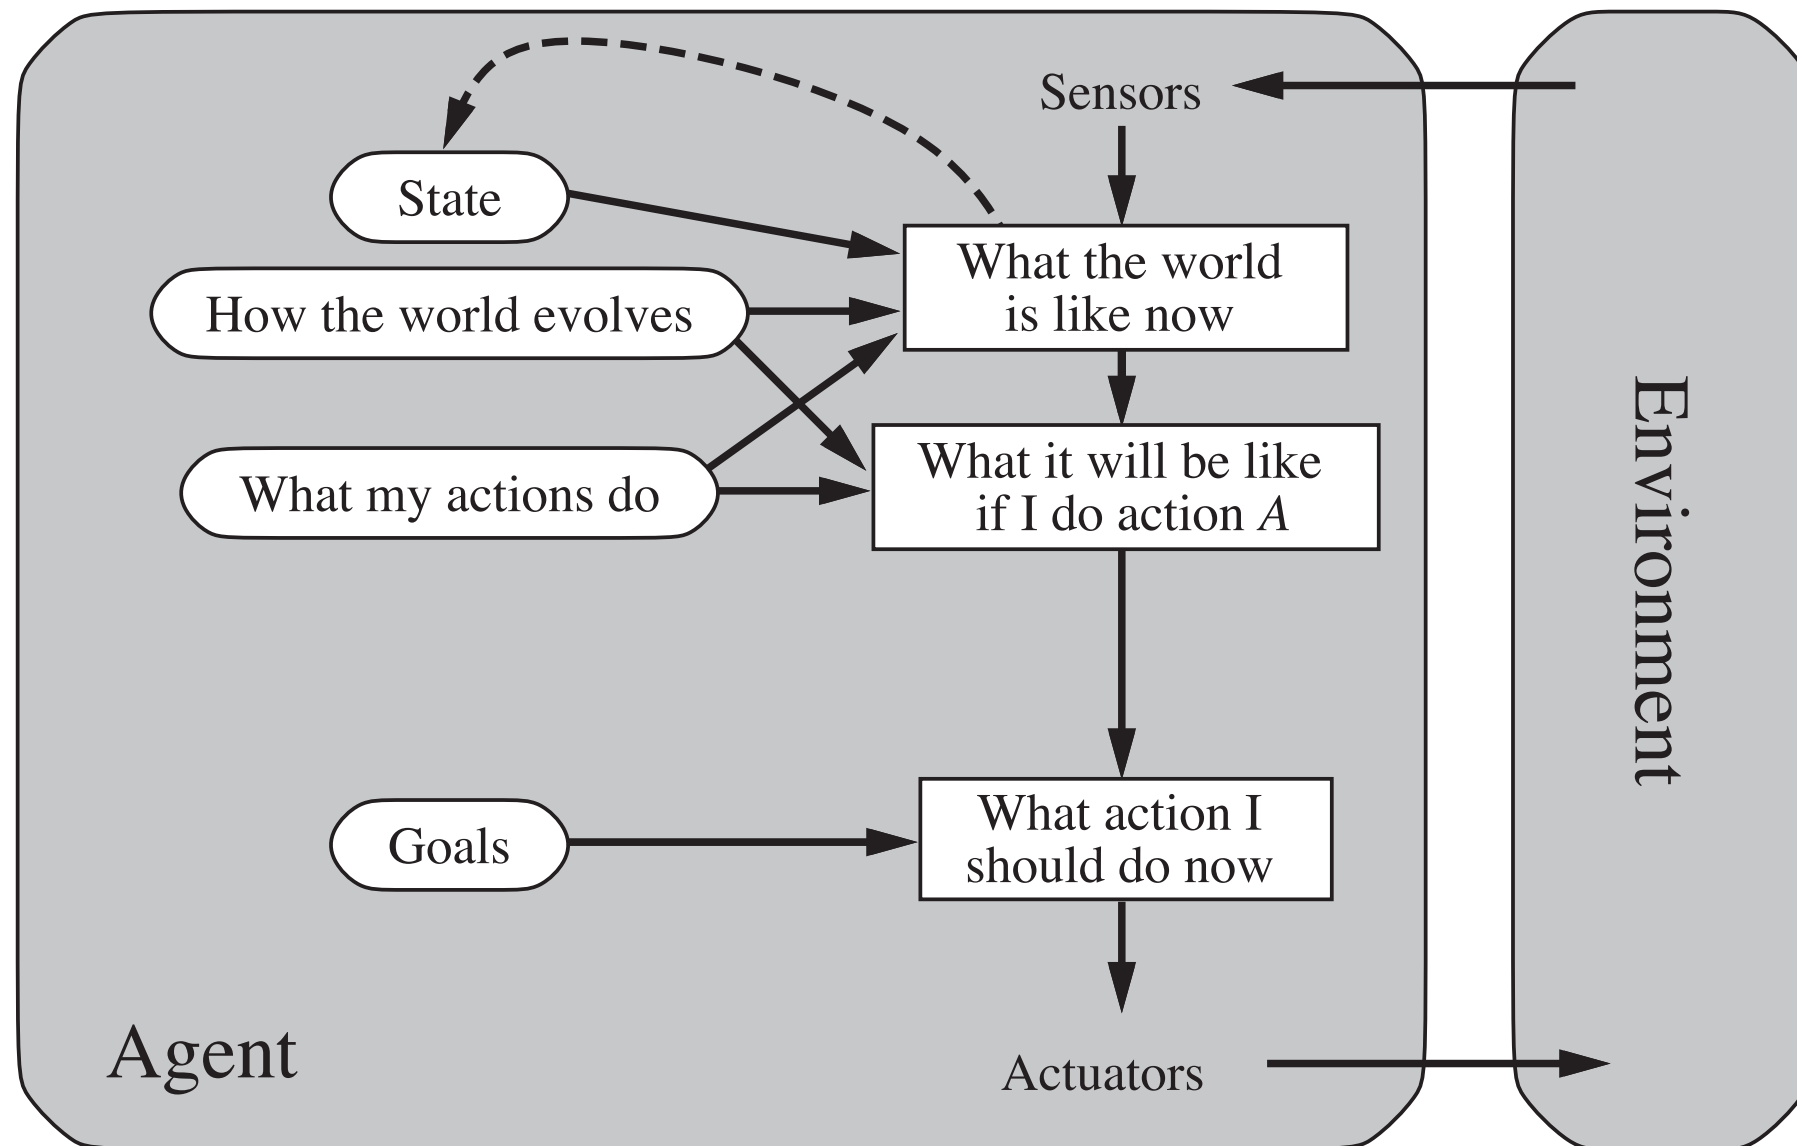 Sensors
State
What the world
is like now
How the world evolves
What my actions do
What it will be like
if I do action A
Environment
Goals
What action I
should do now
Agent
Actuators